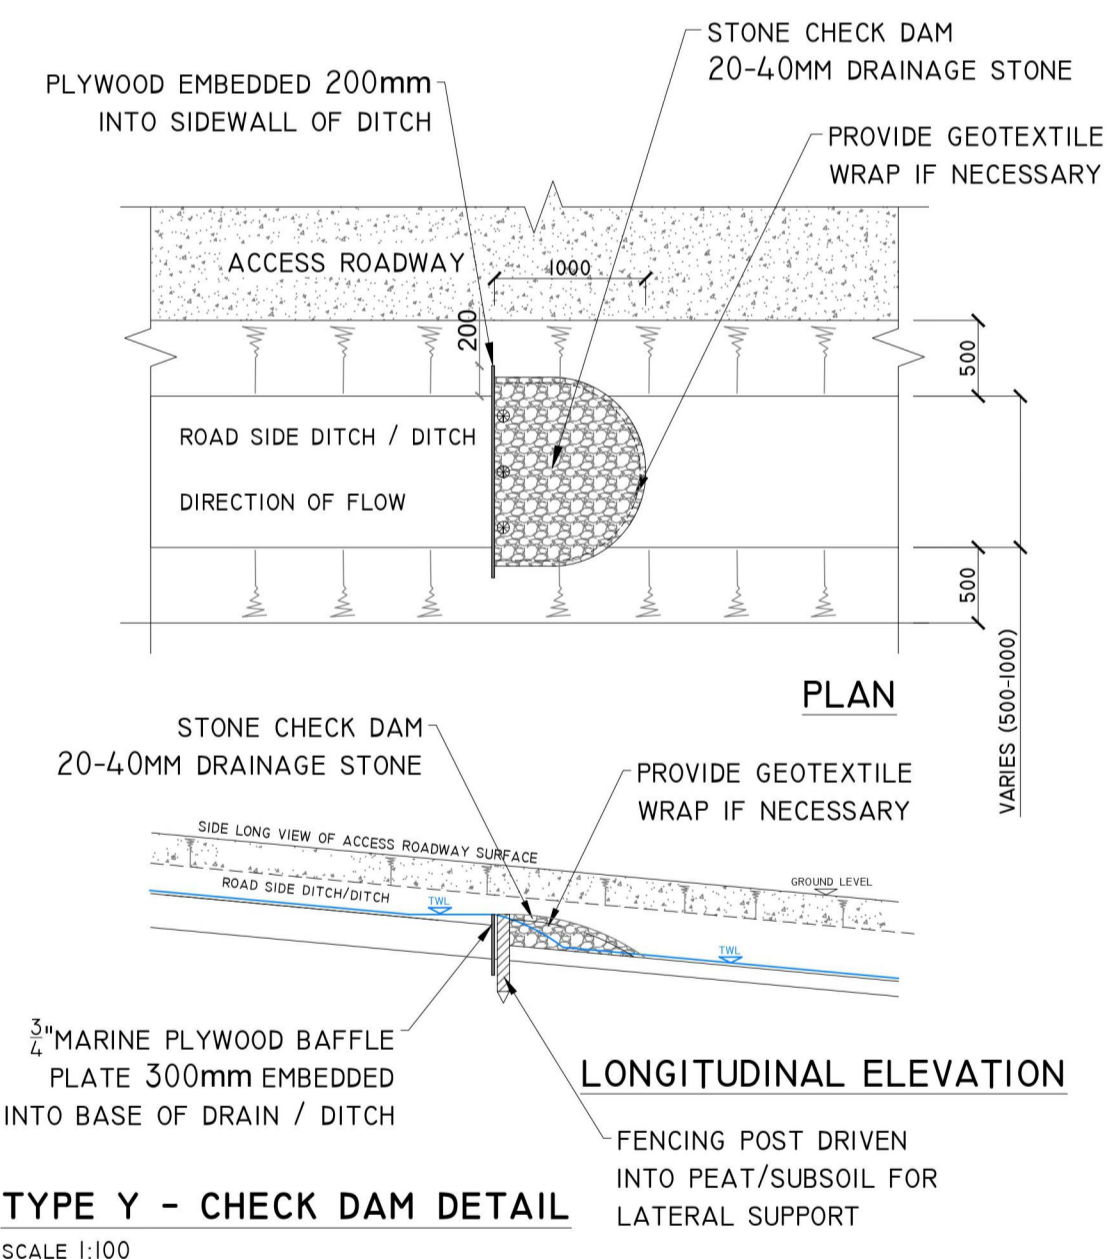 STONE CHECK DAM
20-40MM DRAINAGE STONE
PLYWOOD EMBEDDED 200mm
INTO SIDEWALL OF DITCH
PROVIDE GEOTEXTILE
WRAP IF NECESSARY
ACCESS ROADWAY
1000
200
500
ROAD SIDE DITCH / DITCH
DIRECTION OF FLOW
500
VARIES (500-1000)
PLAN
STONE CHECK DAM
20-40MM DRAINAGE STONE
PROVIDE GEOTEXTILE
WRAP IF NECESSARY
SIDE LONG VIEW OF ACCESS ROADWAY SURFACE
GROUND LEVEL
ROAD SIDE DITCH/DITCH
TWL
TWL
3/4"MARINE PLYWOOD BAFFLE
PLATE 300mm EMBEDDED
INTO BASE OF DRAIN / DITCH
LONGITUDINAL ELEVATION
FENCING POST DRIVEN
INTO PEAT/SUBSOIL FOR
LATERAL SUPPORT
TYPE Y - CHECK DAM DETAIL
SCALE 1:100